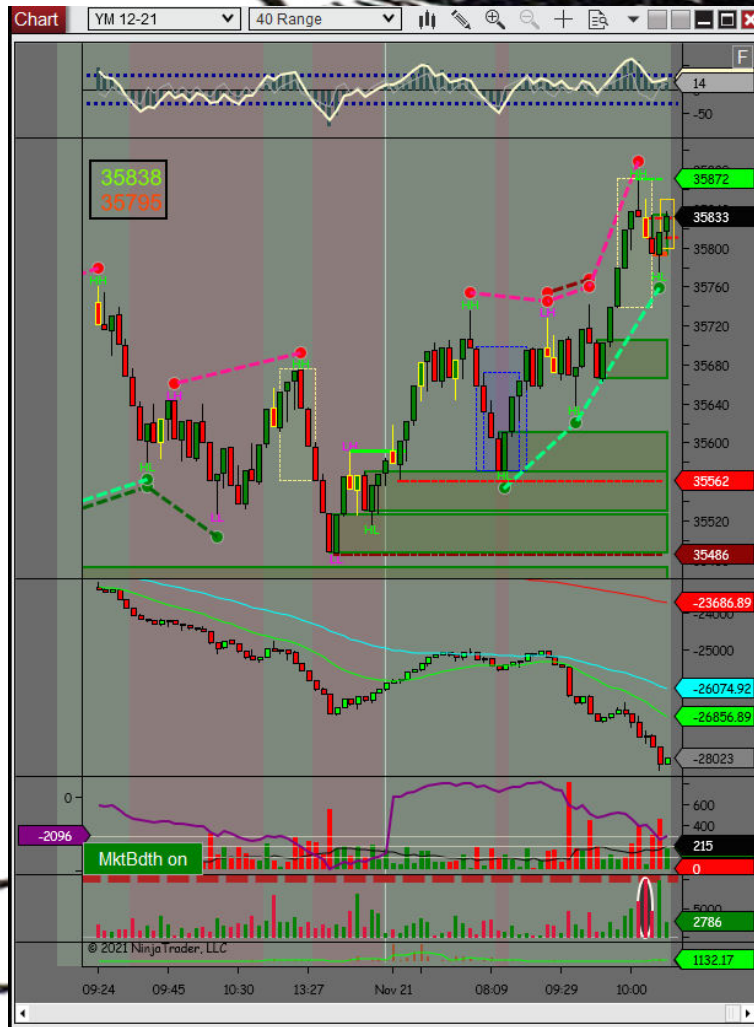 Chart YM 12-21 40 Range
F
14
-50
35838
35795
35872
35833
35800
35760
35720
35680
35640
35600
35562
35520
35486
HH
LH
HH
HL
LL
LH
HL
LL
HH
LH
HL
HL
HL
-23686.89
-24000
-25000
-26074.92
-26856.89
-28023
0
600
400
-2096
215
MktBdth on
0
5000
2786
© 2021 NinjaTrader, LLC
1132.17
09:24 09:45 10:30 13:27 Nov 21 08:09 09:29 10:00